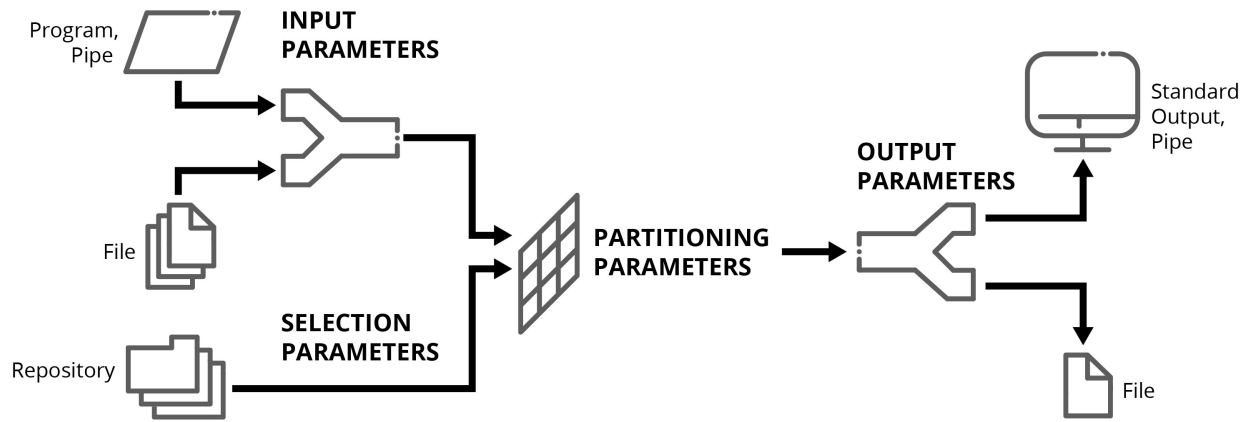 Program,
Pipe
INPUT
PARAMETERS
File
SELECTION
PARAMETERS
Repository
PARTITIONING
PARAMETERS
OUTPUT
PARAMETERS
Standard
Output,
Pipe
File